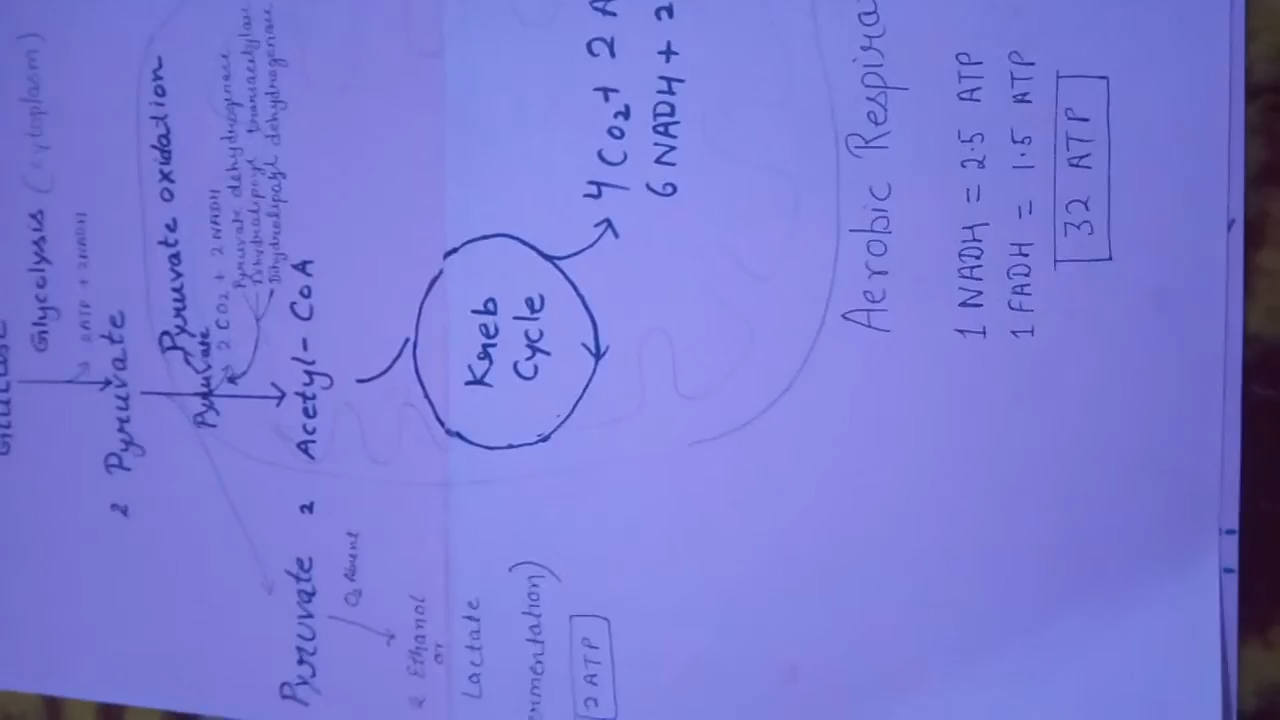 Glycolysis (cytoplasm)
2 ATP + 2 NADH
2 Pyruvate
Pyruvate oxidation
Pyruvate
2 CO2 + 2 NADH
Pyruvate dehydrogenase
Dihydrolipoyl transacetylase
Dihydrolipoyl dehydrogenase
2 Acetyl - CoA
Kreb
Cycle
4 CO2 + 2 A
6 NADH + 2
Pyruvate
O2 Absent
2 Ethanol
or
Lactate
ermentation)
2 ATP
Aerobic Respira
1 NADH = 2.5 ATP
1 FADH = 1.5 ATP
32 ATP